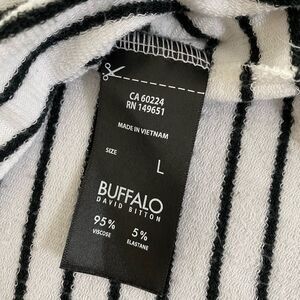 CA 60224
RN 149651
MADE IN VIETNAM
SIZE L
BUFFALO
DAVID BITTON
95% 5%
VISCOSE ELASTANE